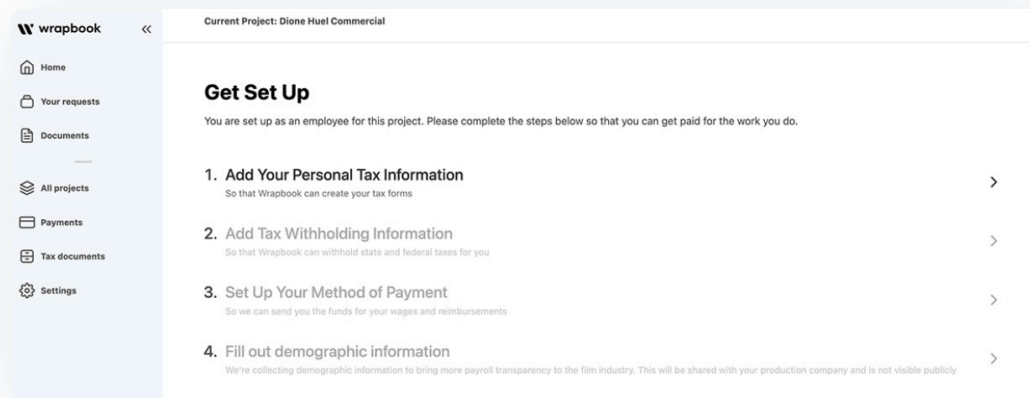 wrapbook
Home
Your requests
Documents
All projects
Payments
Tax documents
Settings
Current Project: Dione Huel Commercial
Get Set Up
You are set up as an employee for this project. Please complete the steps below so that you can get paid for the work you do.
1. Add Your Personal Tax Information
So that Wrapbook can create your tax forms
2. Add Tax Withholding Information
So that Wrapbook can withhold state and federal taxes for you
3. Set Up Your Method of Payment
So we can send you the funds for your wages and reimbursements
4. Fill out demographic information
We're collecting demographic information to bring more payroll transparency to the film industry. This will be shared with your production company and is not visible publicly